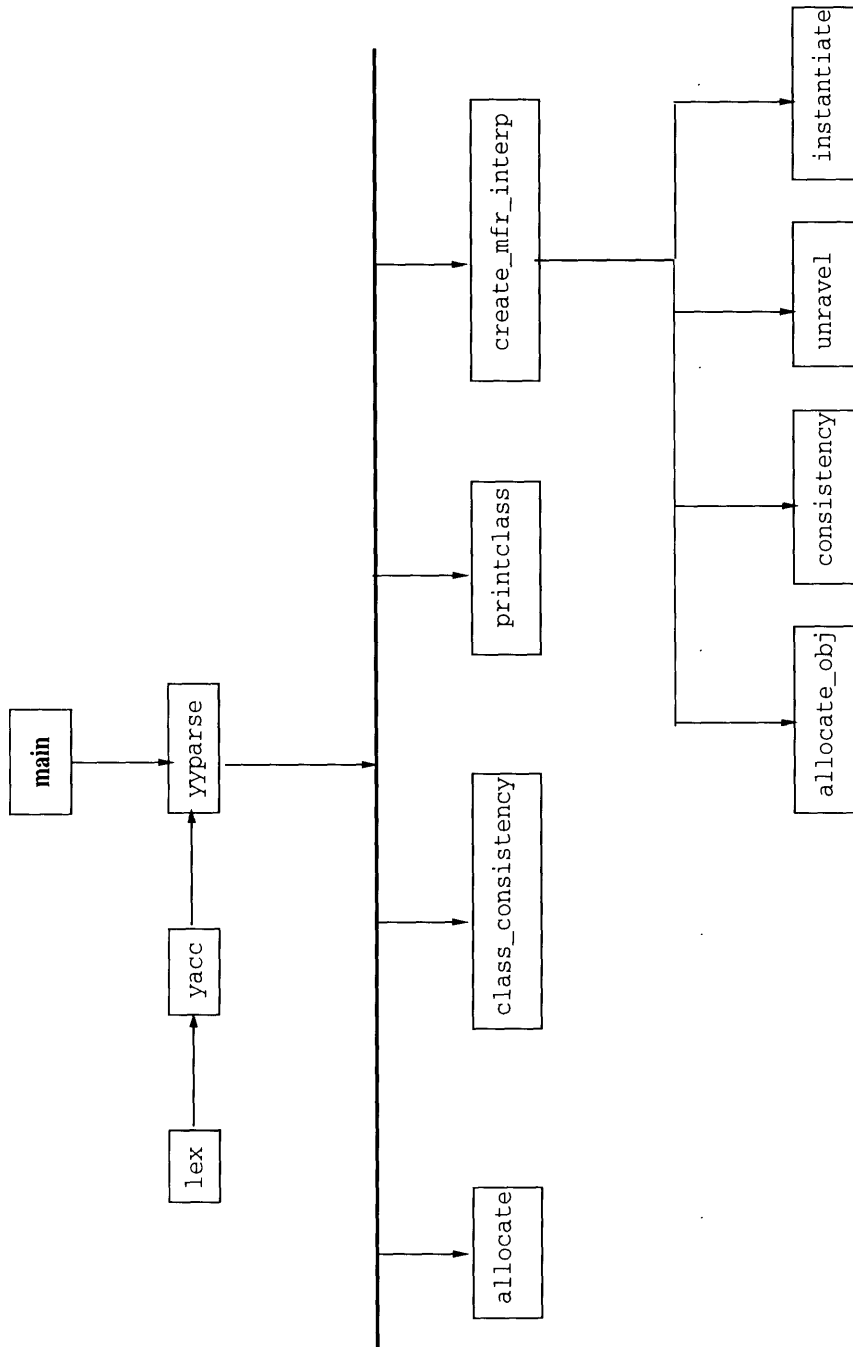 main
lex
yacc
yyparse
allocate
class_consistency
printclass
create_mfr_interp
allocate_obj
consistency
unravel
instantiate